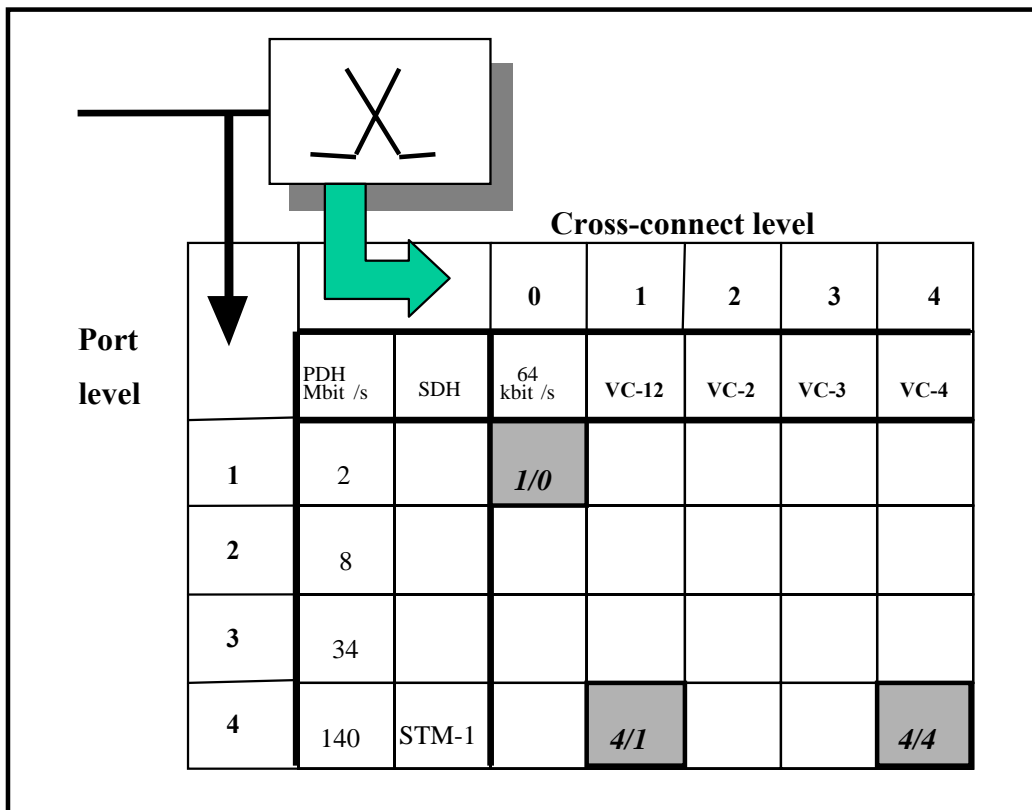 Cross-connect level
Port
level
0 1 2 3 4
PDH
Mbit /s
SDH
64
kbit /s
VC-12 VC-2 VC-3 VC-4
1 2 1/0
2 8
3 34
4 140 STM-1 4/1 4/4